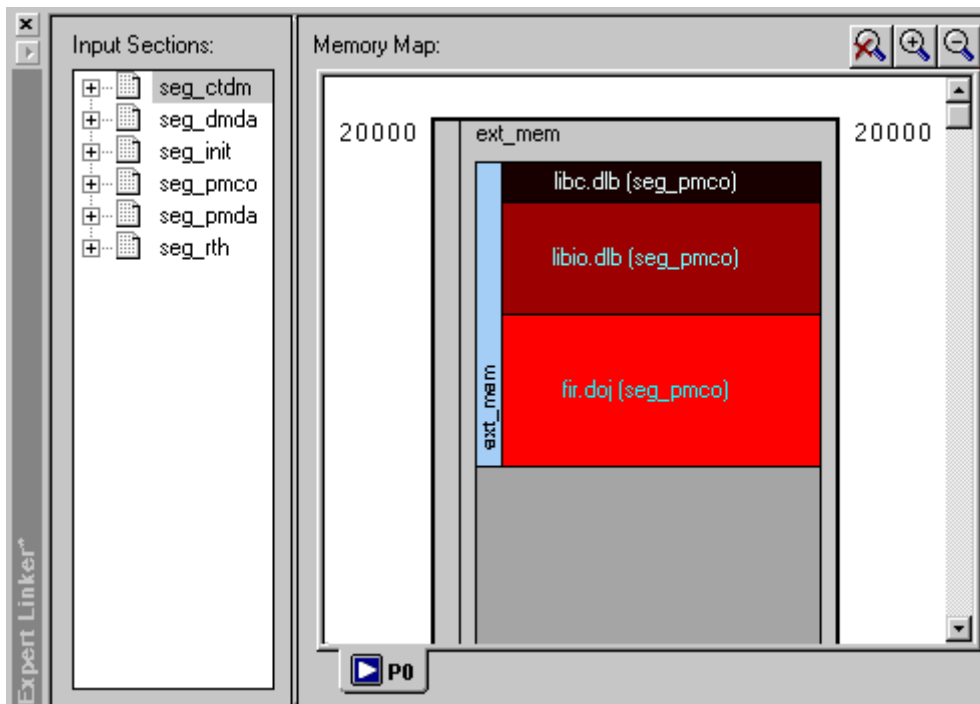 Input Sections:
seg_ctdm
seg_dmda
seg_init
seg_pmco
seg_pmda
seg_rth
Memory Map:
20000
ext_mem
20000
libc.dlb (seg_pmco)
libio.dlb (seg_pmco)
fir.doj (seg_pmco)
ext_mem
P0
Expert Linker*